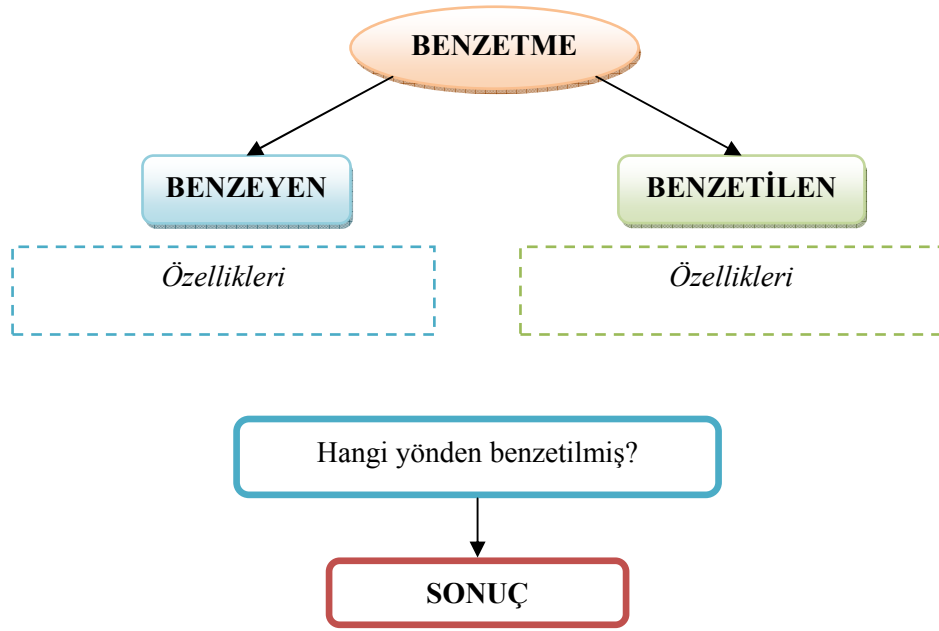 BENZETME
BENZEYEN
BENZETİLEN
Özellikleri
Özellikleri
Hangi yönden benzetilmiş?
SONUÇ